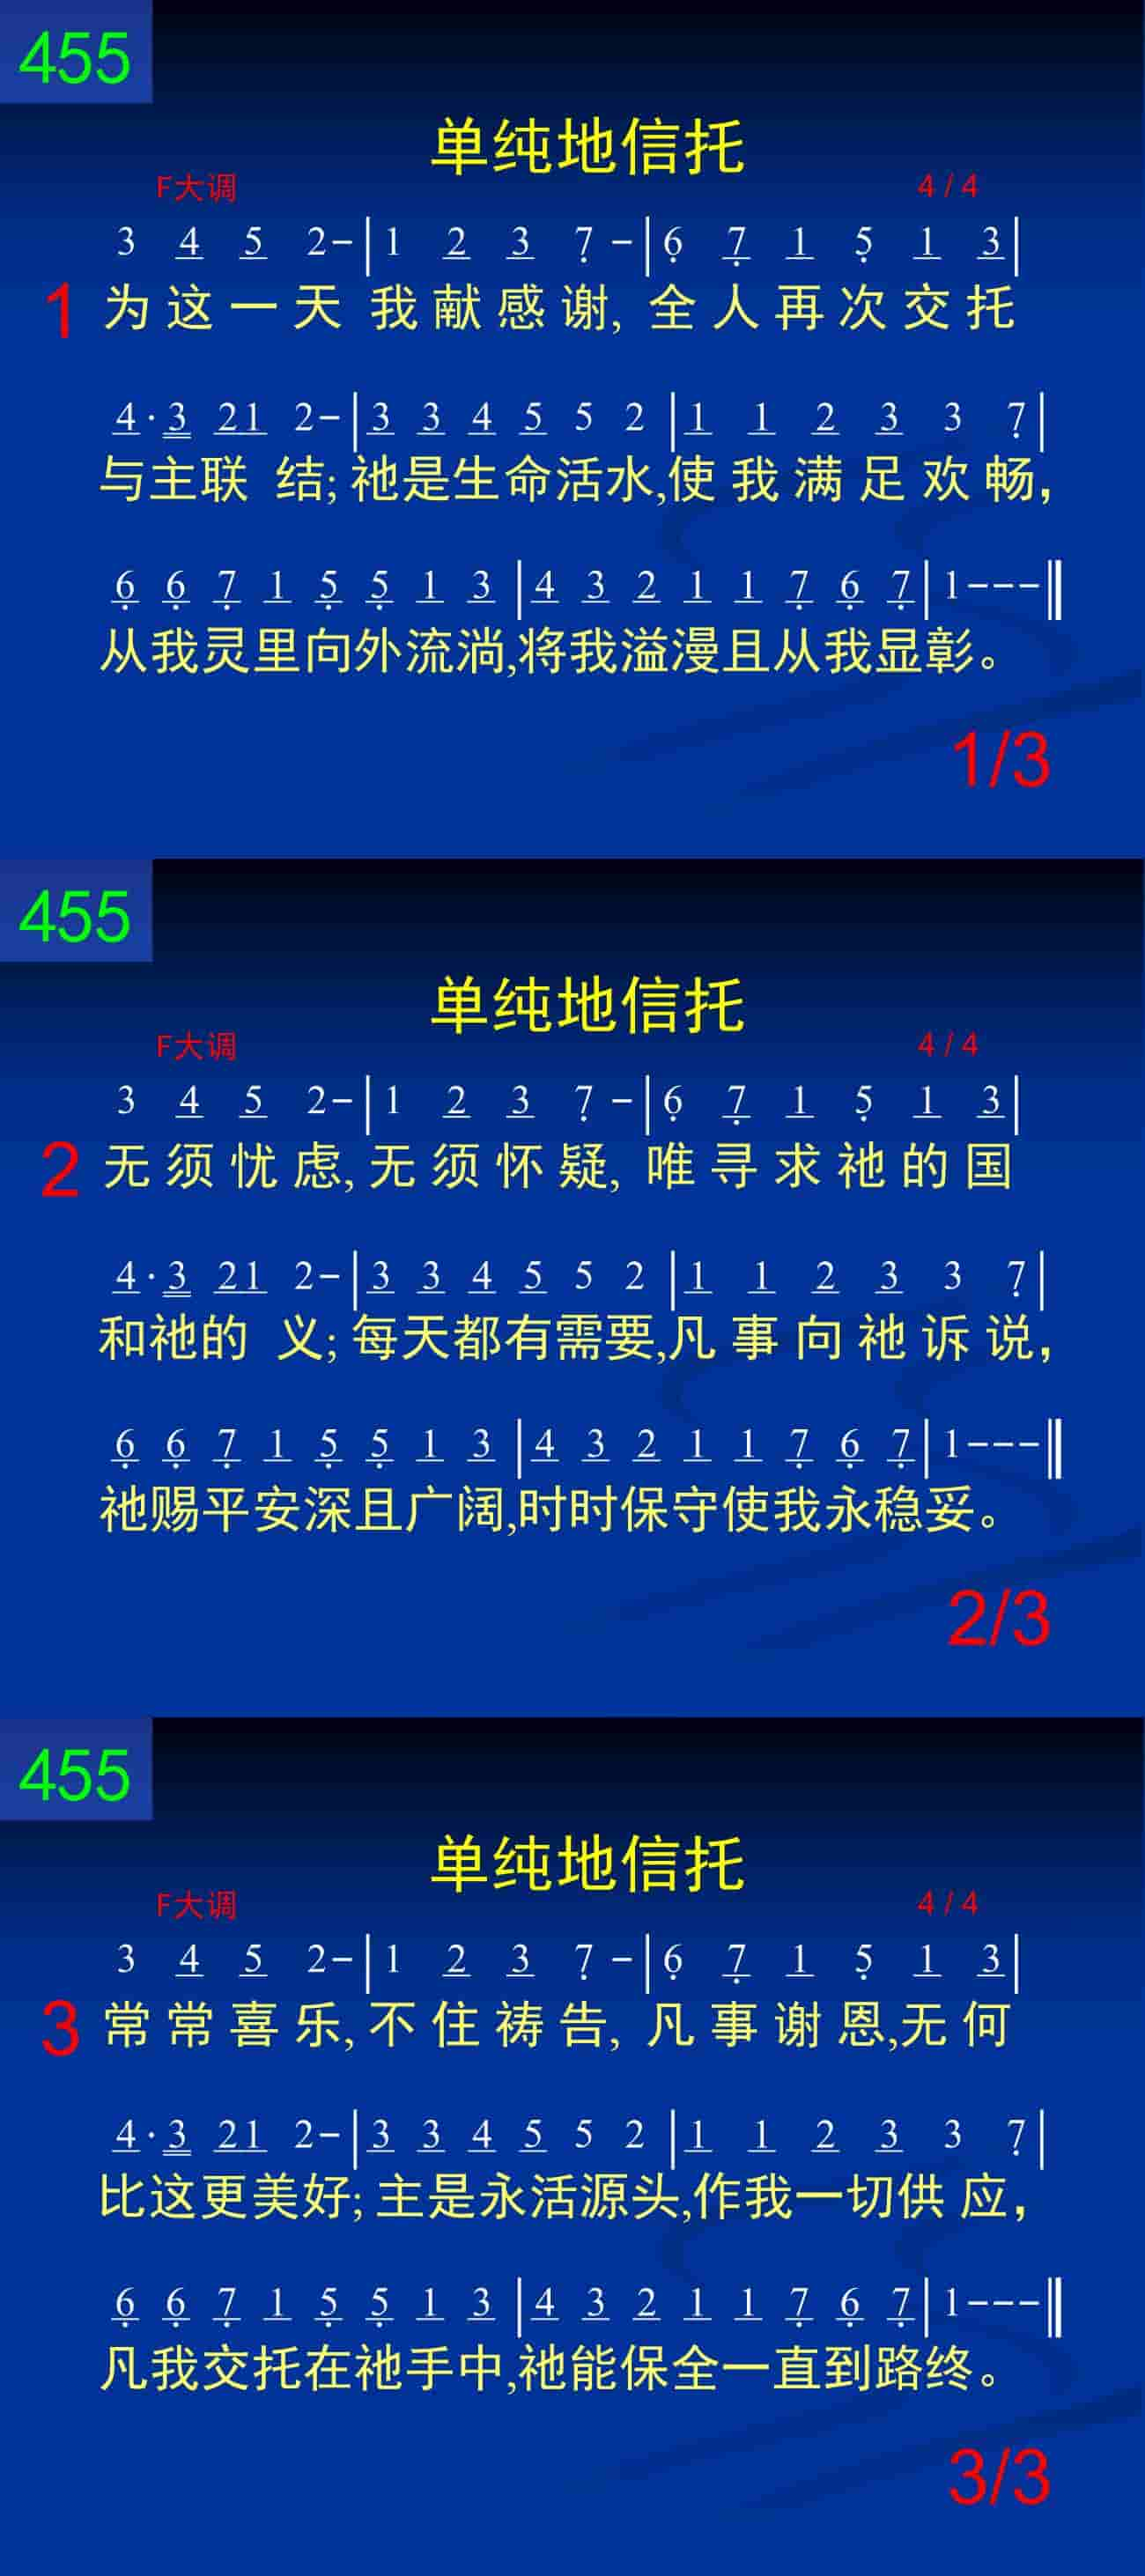 455
单纯地信托
F大调 4/4
3 4 5 2-|1 2 3 7-|6 7 1 5 1 3|
1 为这一天 我献感谢, 全人再次交托
4·3 21 2-|3 3 4 5 5 2|1 1 2 3 3 7|
与主联 结; 祂是生命活水,使我满足欢畅,
6 6 7 1 5 5 1 3|4 3 2 1 1 7 6 7|1---‖
从我灵里向外流淌,将我溢漫且从我显彰。
1/3
455
单纯地信托
F大调 4/4
3 4 5 2-|1 2 3 7-|6 7 1 5 1 3|
2 无须忧虑,无须怀疑, 唯寻求祂的国
4·3 21 2-|3 3 4 5 5 2|1 1 2 3 3 7|
和祂的 义; 每天都有需要,凡事向祂诉说,
6 6 7 1 5 5 1 3|4 3 2 1 1 7 6 7|1---‖
祂赐平安深且广阔,时时保守使我永稳妥。
2/3
455
单纯地信托
F大调 4/4
3 4 5 2-|1 2 3 7-|6 7 1 5 1 3|
3 常常喜乐,不住祷告, 凡事谢恩,无何
4·3 21 2-|3 3 4 5 5 2|1 1 2 3 3 7|
比这更美好; 主是永活源头,作我一切供应,
6 6 7 1 5 5 1 3|4 3 2 1 1 7 6 7|1---‖
凡我交托在祂手中,祂能保全一直到路终。
3/3